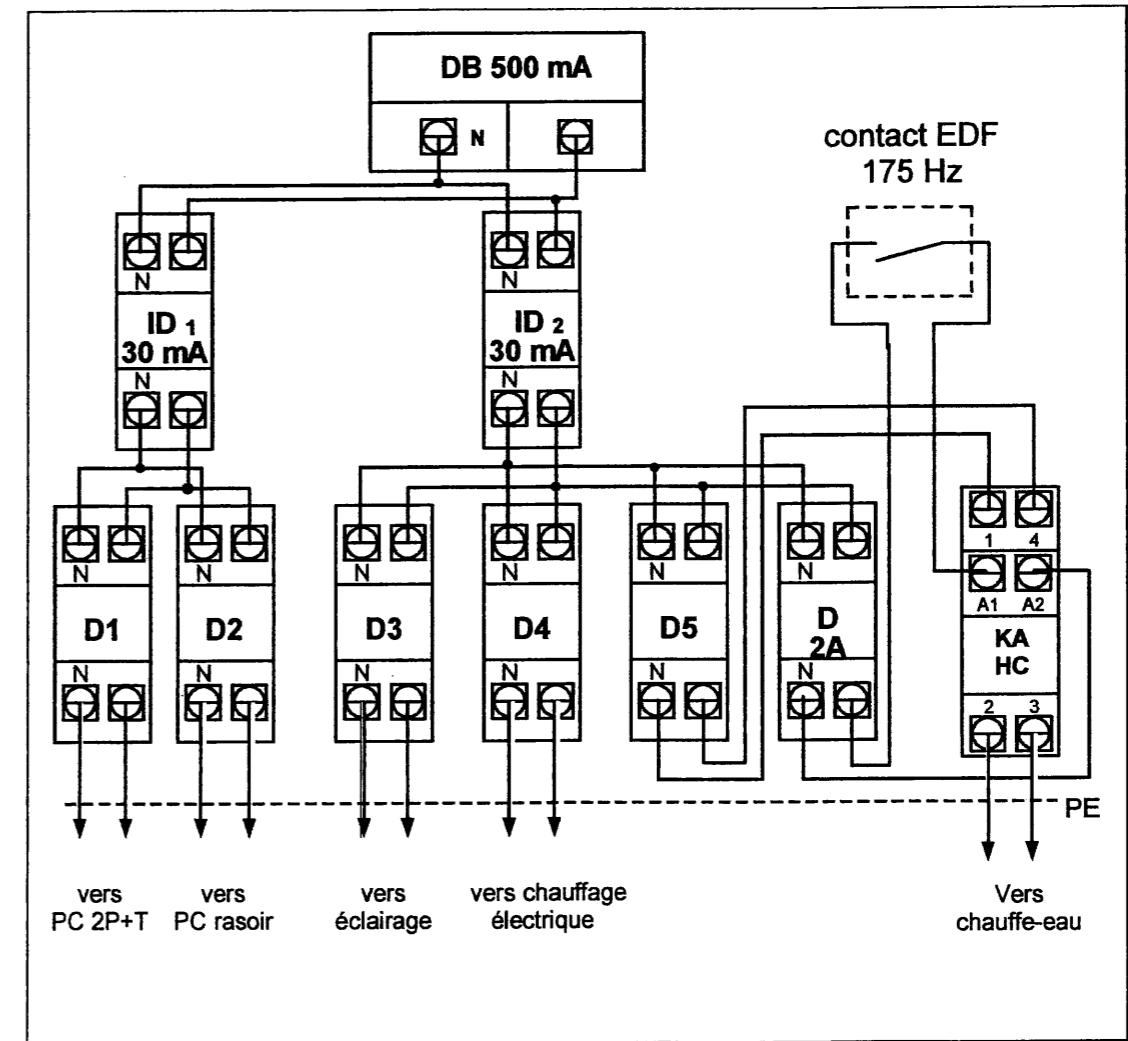 DB 500 mA
N
contact EDF
175 Hz
N
N
ID 1
30 mA
ID 2
30 mA
N
N
1 4
N
N
N
N
N
N
A1 A2
D1
D2
D3
D4
D5
D
2A
KA
HC
N
N
N
N
N
N
2 3
PE
vers
PC 2P+T
vers
PC rasoir
vers
éclairage
vers chauffage
électrique
Vers
chauffe-eau